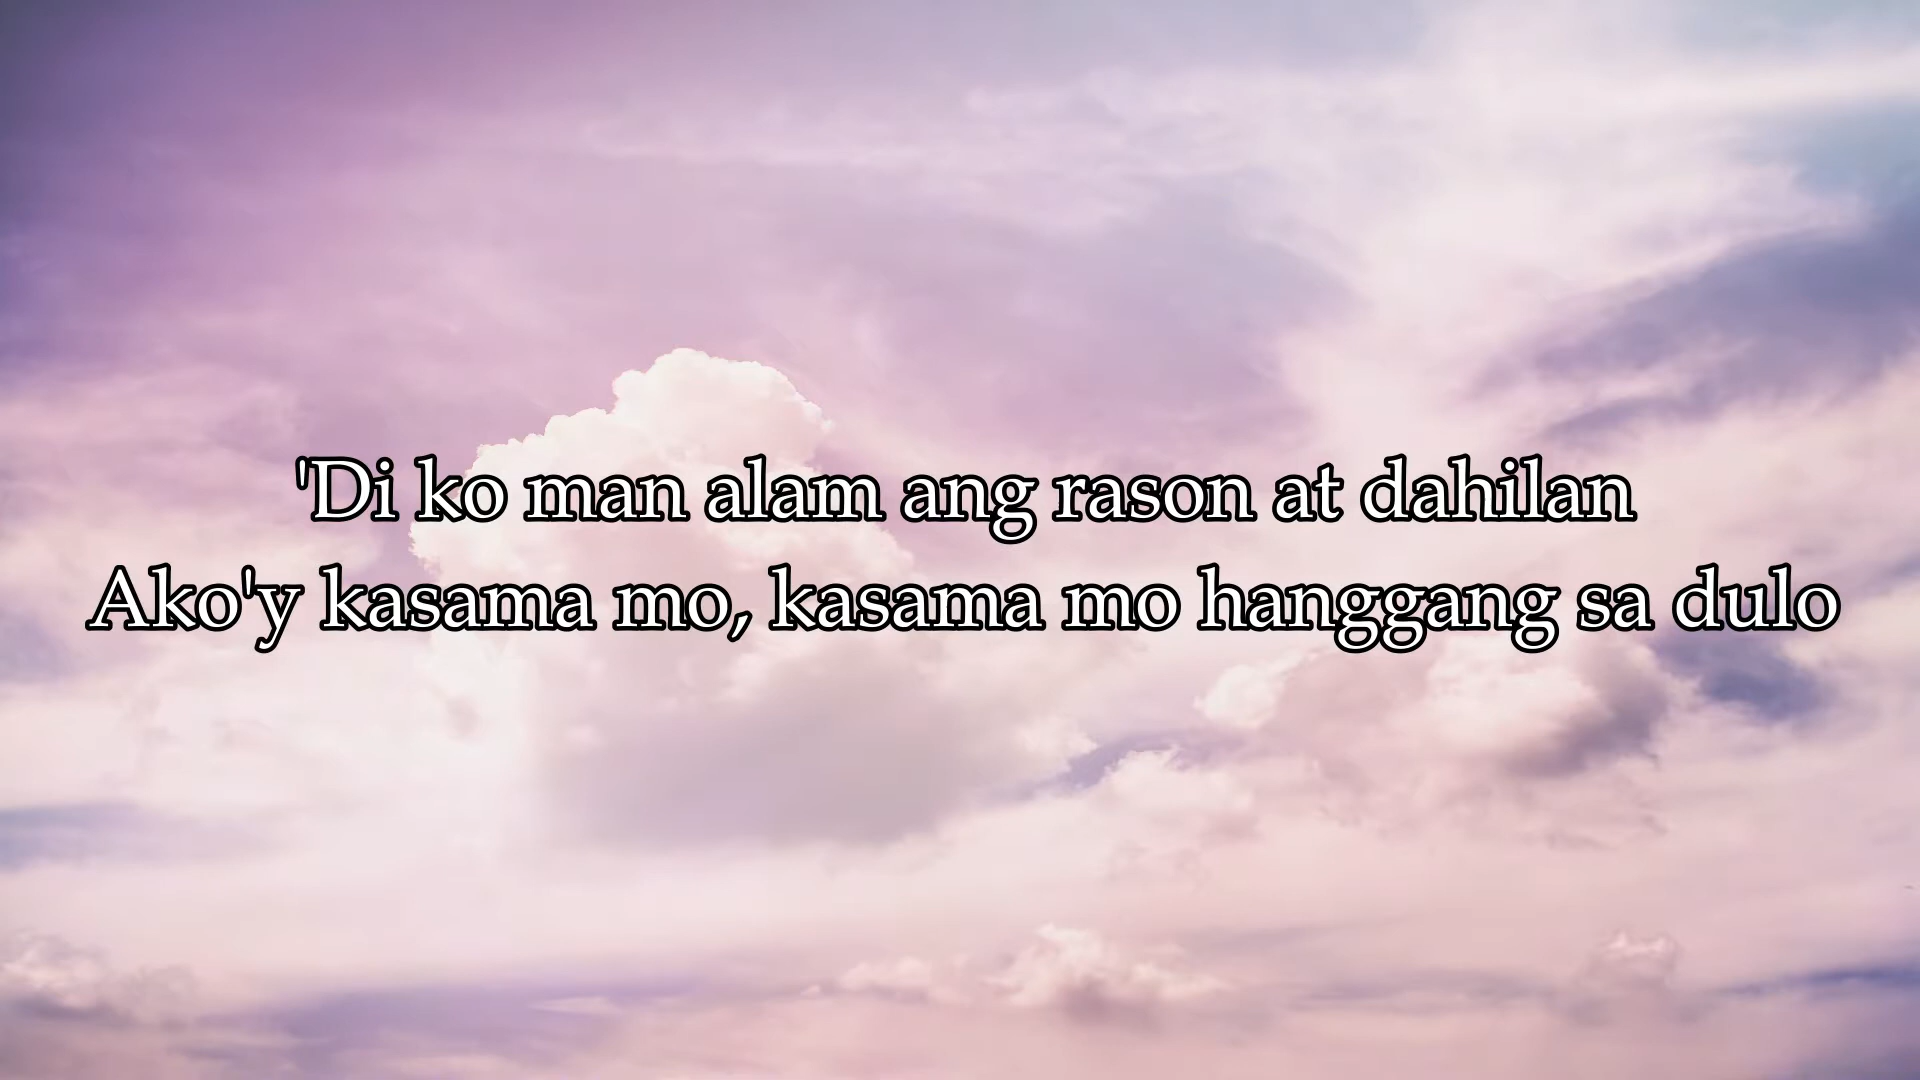 'Di ko man alam ang rason at dahilan
Ako'y kasama mo, kasama mo hanggang sa dulo